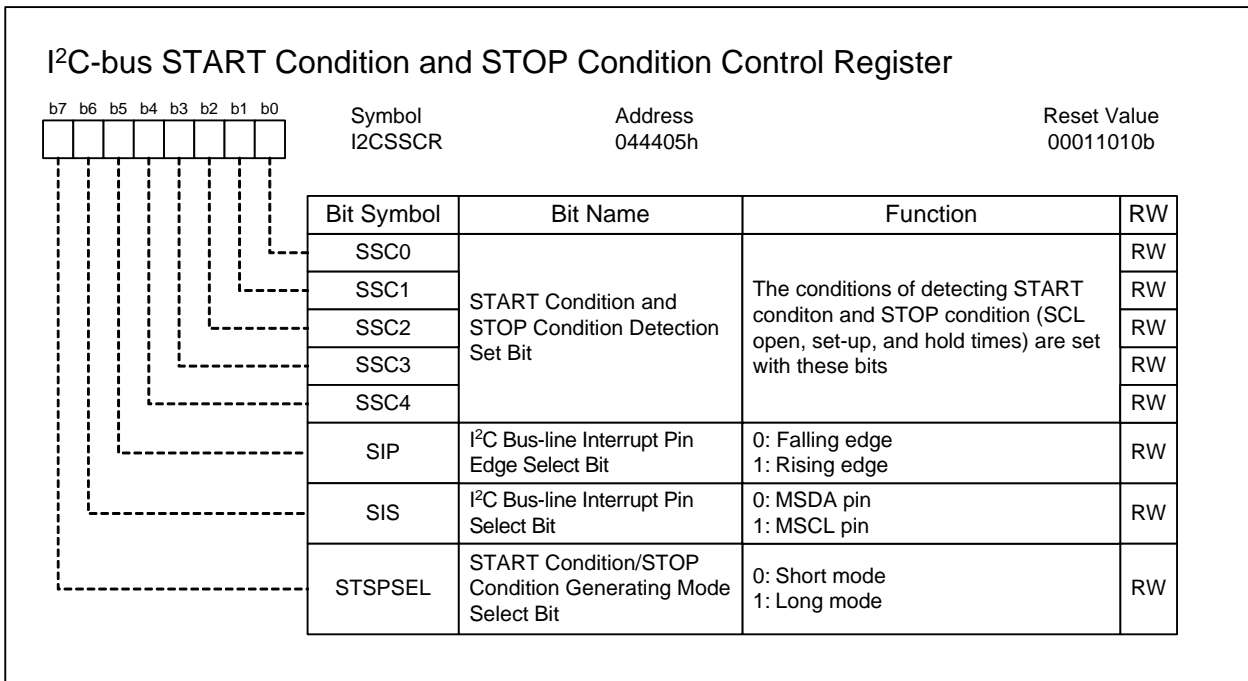 I²C-bus START Condition and STOP Condition Control Register
b7 b6 b5 b4 b3 b2 b1 b0
Symbol Address Reset Value
I2CSSCR 044405h 00011010b
Bit Symbol Bit Name Function RW
SSC0 RW
SSC1 RW
SSC2 RW
SSC3 RW
SSC4 RW
START Condition and
STOP Condition Detection
Set Bit
The conditions of detecting START
conditon and STOP condition (SCL
open, set-up, and hold times) are set
with these bits
SIP
I²C Bus-line Interrupt Pin
Edge Select Bit
0: Falling edge
1: Rising edge
RW
SIS
I²C Bus-line Interrupt Pin
Select Bit
0: MSDA pin
1: MSCL pin
RW
STSPSEL
START Condition/STOP
Condition Generating Mode
Select Bit
0: Short mode
1: Long mode
RW